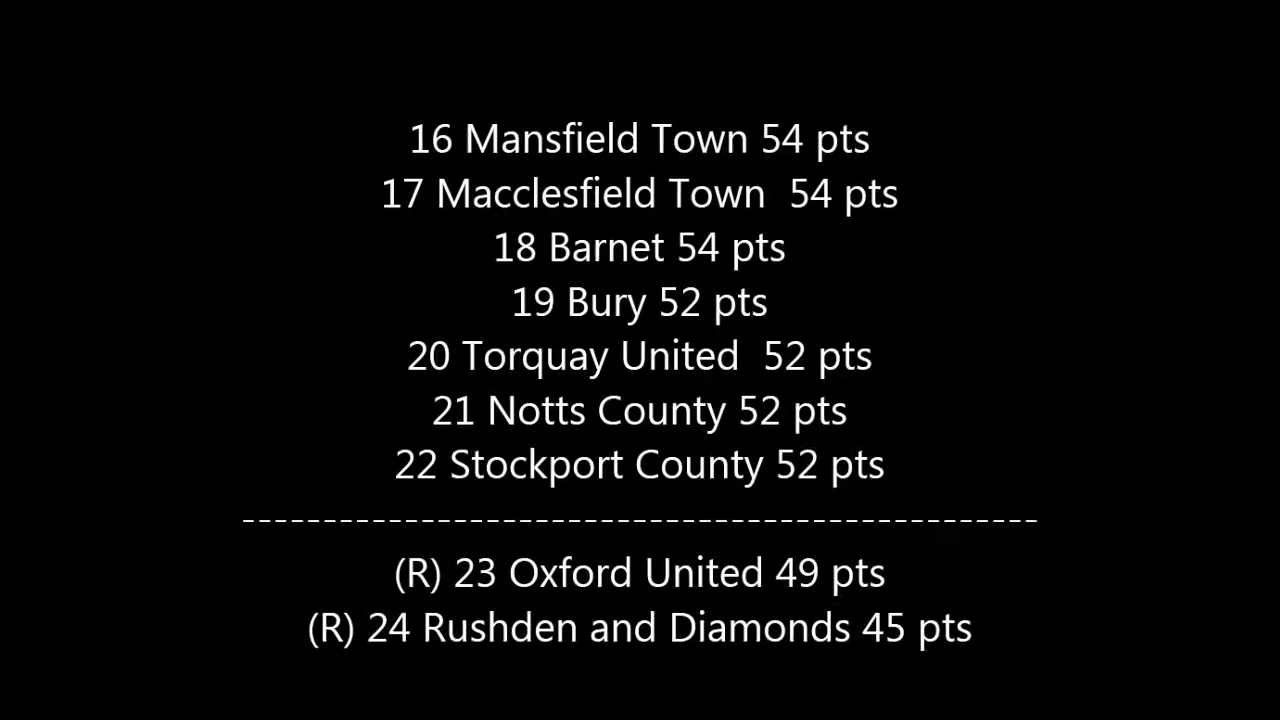 16 Mansfield Town 54 pts
17 Macclesfield Town  54 pts
18 Barnet 54 pts
19 Bury 52 pts
20 Torquay United  52 pts
21 Notts County 52 pts
22 Stockport County 52 pts
-------------------------------------------------
(R) 23 Oxford United 49 pts
(R) 24 Rushden and Diamonds 45 pts